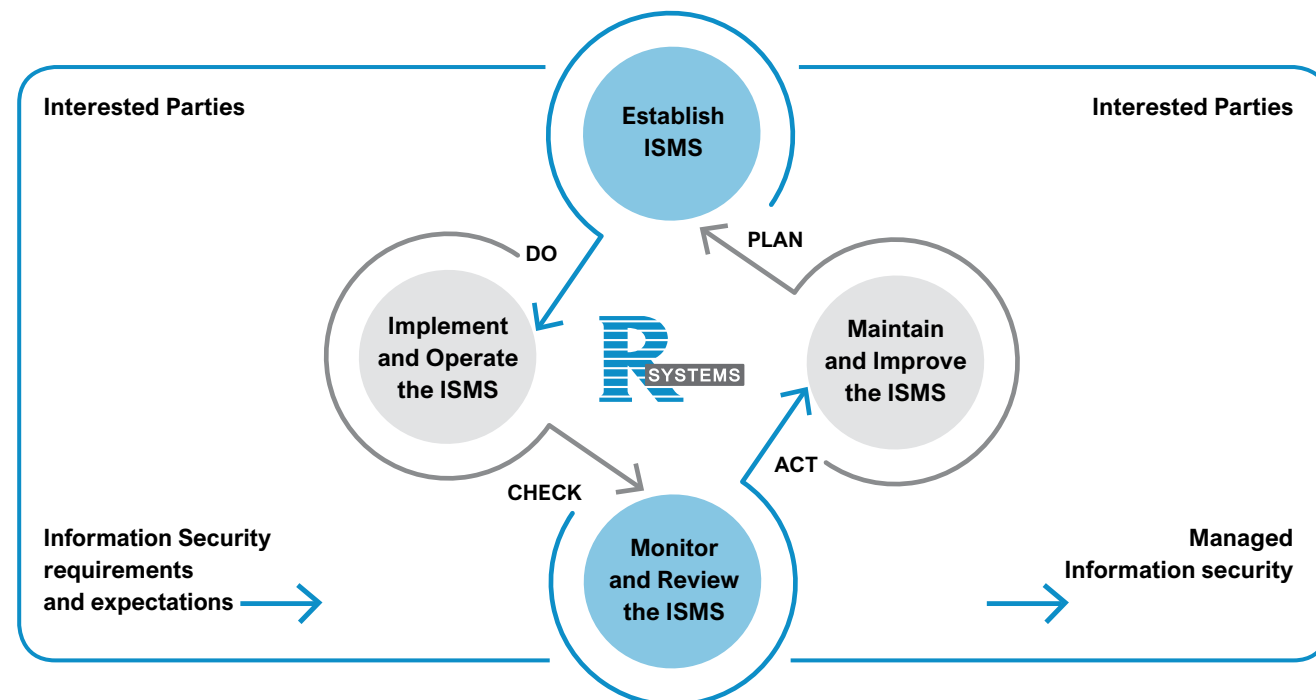 Interested Parties
Interested Parties
Establish
ISMS
PLAN
DO
Implement
and Operate
the ISMS
R
SYSTEMS
Maintain
and Improve
the ISMS
ACT
CHECK
Monitor
and Review
the ISMS
Information Security
requirements
and expectations
Managed
Information security